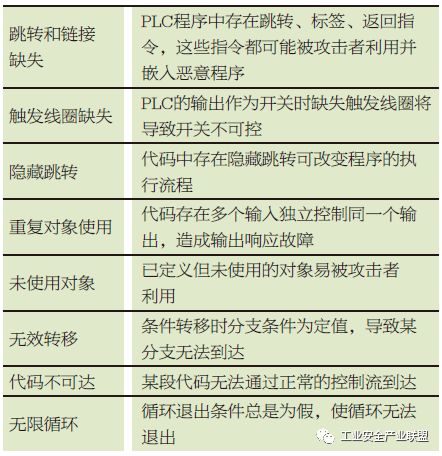 跳转和链接
缺失
PLC程序中存在跳转、标签、返回指
令，这些指令都可能被攻击者利用并
嵌入恶意程序
触发线圈缺失
PLC的输出作为开关时缺失触发线圈将
导致开关不可控
隐藏跳转
代码中存在隐藏跳转可改变程序的执
行流程
重复对象使用
代码存在多个输入独立控制同一个输
出，造成输出响应故障
未使用对象
已定义但未使用的对象易被攻击者
利用
无效转移
条件转移时分支条件为定值，导致某
分支无法到达
代码不可达
某段代码无法通过正常的控制流到达
无限循环
循环退出条件总是为假，使循环无法
退出
工业安全产业联盟